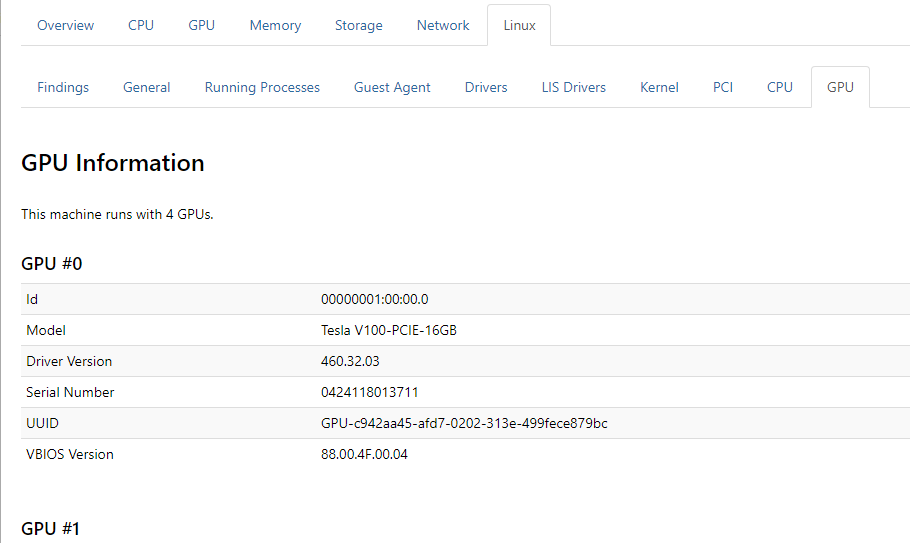 Overview CPU GPU Memory Storage Network Linux
Findings General Running Processes Guest Agent Drivers LIS Drivers Kernel PCI CPU GPU
GPU Information
This machine runs with 4 GPUs.
GPU #0
Id 00000001:00:00.0
Model Tesla V100-PCIE-16GB
Driver Version 460.32.03
Serial Number 0424118013711
UUID GPU-c942aa45-afd7-0202-313e-499fece879bc
VBIOS Version 88.00.4F.00.04
GPU #1